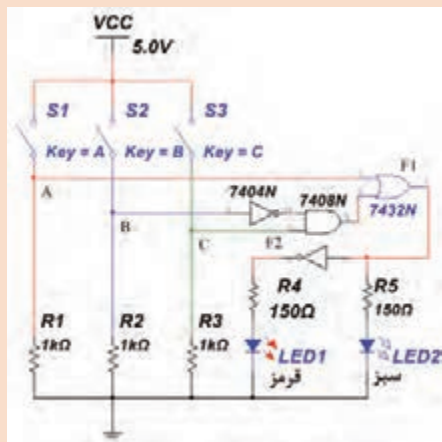 VCC
5.0V
S1 S2 S3
Key = A Key = B Key = C
F1
A
7404N 7408N
7432N
B
C F2
R4 R5
150Ω 150Ω
R1 R2 R3
1kΩ 1kΩ 1kΩ
LED1 LED2
قرمز سبز